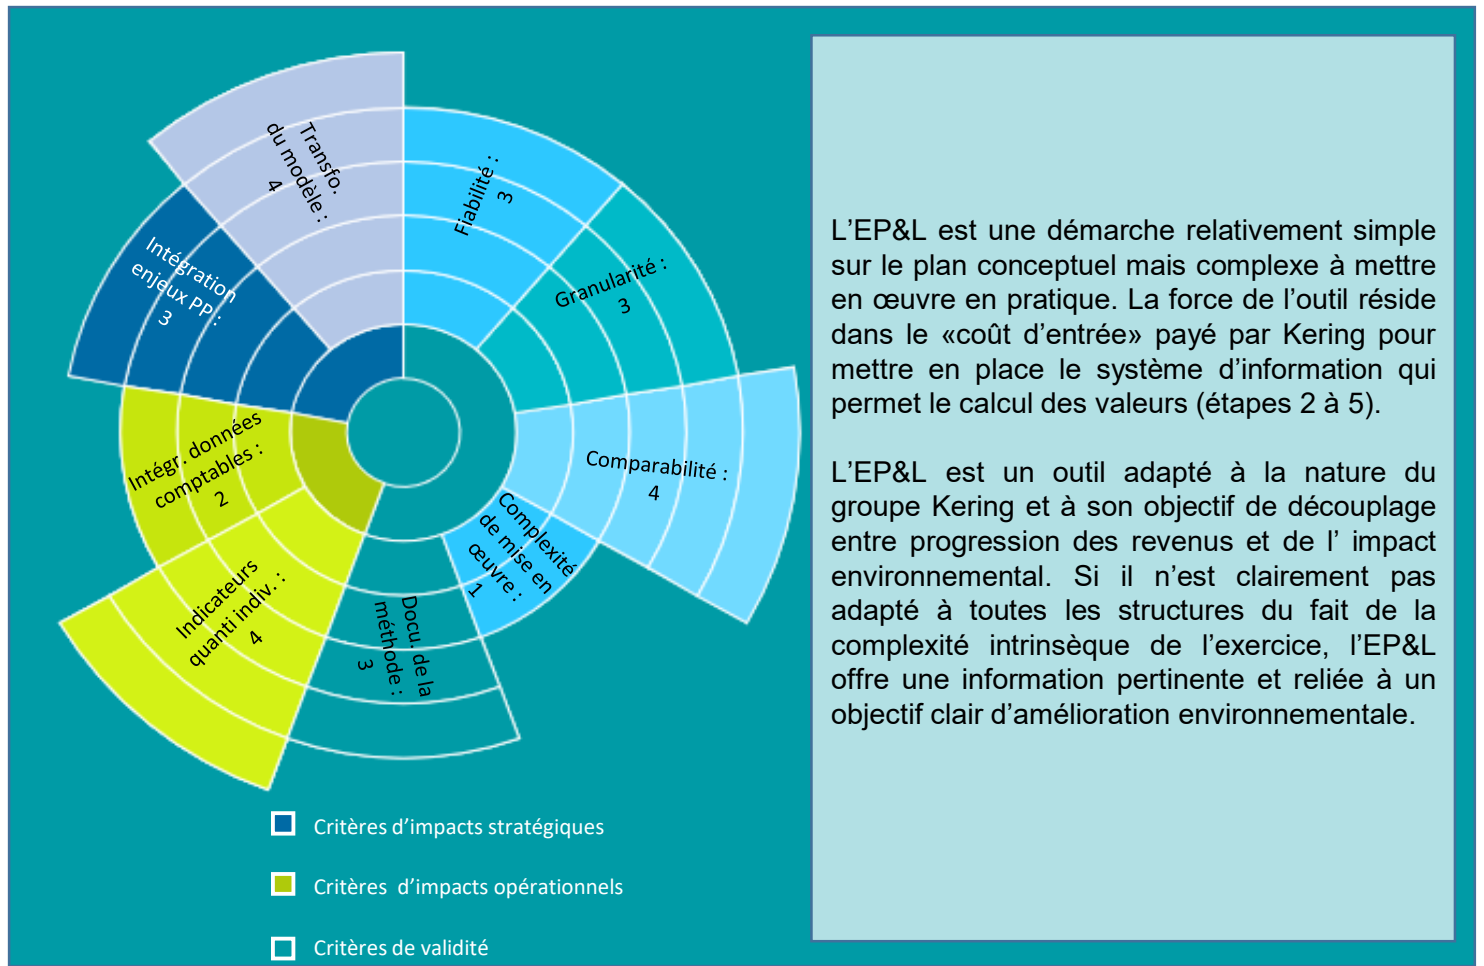 Transfo.
du modèle :
4
Fiabilité :
3
Granularité :
3
Comparabilité :
4
Complexité
de mise en
œuvre :
1
Docu. de la
méthode :
3
Indicateurs
quanti indiv. :
4
Intégr. données
comptables :
2
Intégration
enjeux PP :
3
Critères d’impacts stratégiques
Critères d’impacts opérationnels
Critères de validité
L’EP&L est une démarche relativement simple
sur le plan conceptuel mais complexe à mettre
en œuvre en pratique. La force de l’outil réside
dans le «coût d’entrée» payé par Kering pour
mettre en place le système d’information qui
permet le calcul des valeurs (étapes 2 à 5).
L’EP&L est un outil adapté à la nature du
groupe Kering et à son objectif de découplage
entre progression des revenus et de l’ impact
environnemental. Si il n’est clairement pas
adapté à toutes les structures du fait de la
complexité intrinsèque de l’exercice, l’EP&L
offre une information pertinente et reliée à un
objectif clair d’amélioration environnementale.